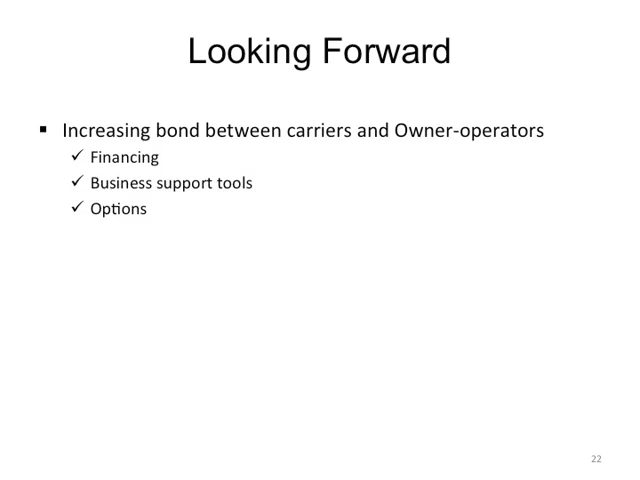 Looking Forward
▪ Increasing bond between carriers and Owner-operators
✓ Financing
✓ Business support tools
✓ Options
22